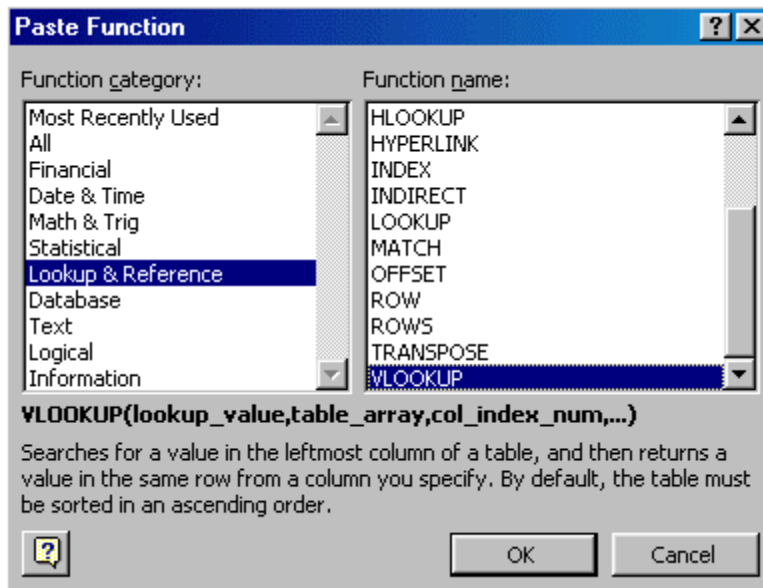 Paste Function
Function category:
Most Recently Used
All
Financial
Date & Time
Math & Trig
Statistical
Lookup & Reference
Database
Text
Logical
Information
Function name:
HLOOKUP
HYPERLINK
INDEX
INDIRECT
LOOKUP
MATCH
OFFSET
ROW
ROWS
TRANSPOSE
VLOOKUP
VLOOKUP(lookup_value,table_array,col_index_num,...)
Searches for a value in the leftmost column of a table, and then returns a
value in the same row from a column you specify. By default, the table must
be sorted in an ascending order.
OK
Cancel